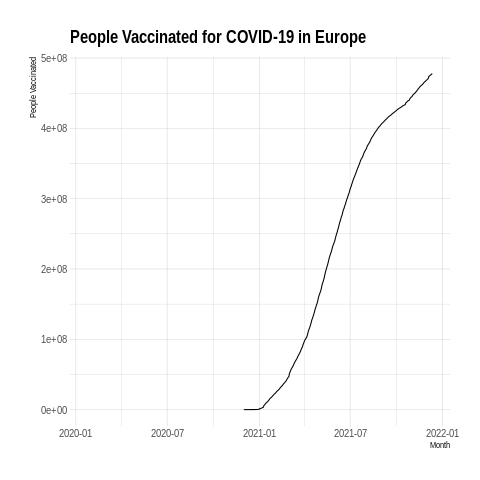 People Vaccinated for COVID-19 in Europe
People Vaccinated
5e+08
4e+08
3e+08
2e+08
1e+08
0e+00
2020-01 2020-07 2021-01 2021-07 2022-01
Month